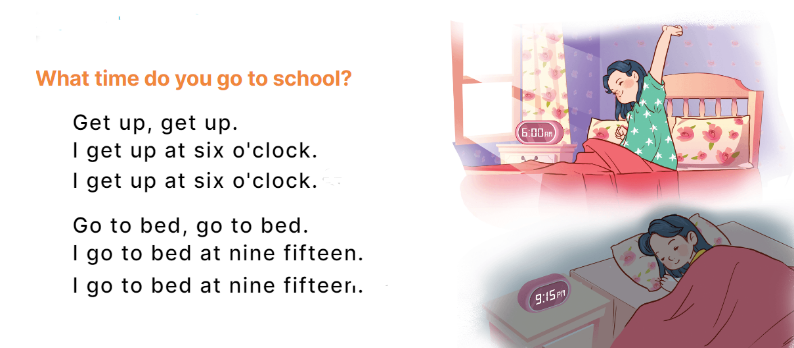 What time do you go to school?
Get up, get up.
I get up at six o'clock.
I get up at six o'clock.
Go to bed, go to bed.
I go to bed at nine fifteen.
I go to bed at nine fifteen.
6:00 AM
9:15 PM